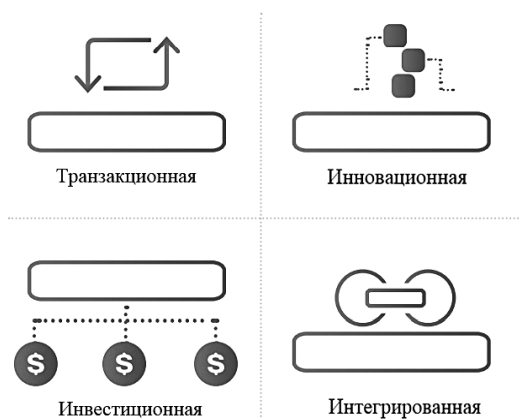 Транзакционная
Инновационная
$ $ $
Инвестиционная
Интегрированная